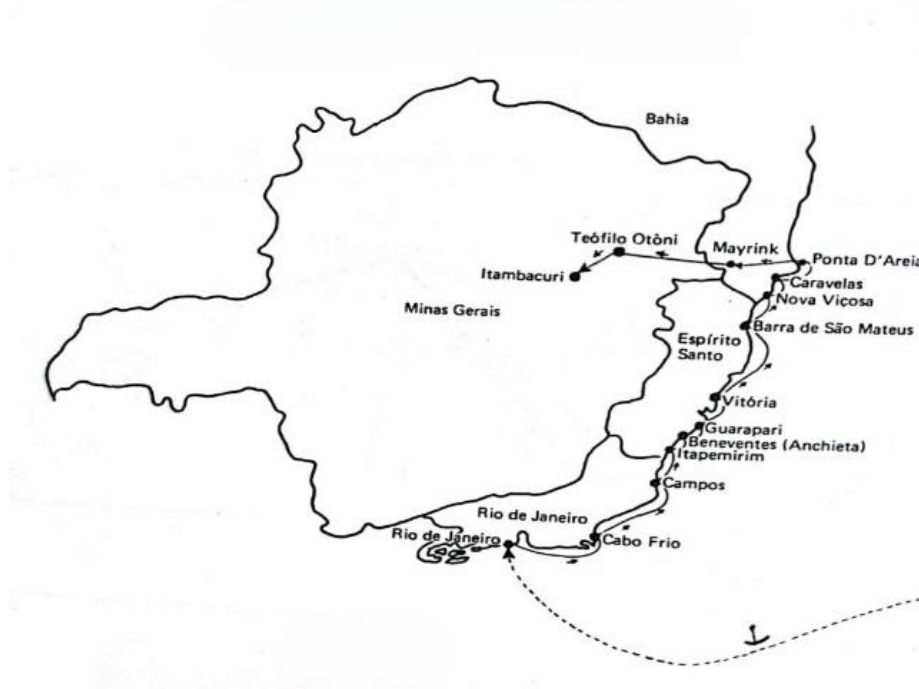 Bahia
Teófilo Otôni
Mayrink
Ponta D'Areia
Itambacuri
Caravelas
Nova Viçosa
Minas Gerais
Barra de São Mateus
Espírito
Santo
Vitória
Guarapari
Beneventes (Anchieta)
Itapemirim
Campos
Rio de Janeiro
Rio de Janeiro
Cabo Frio